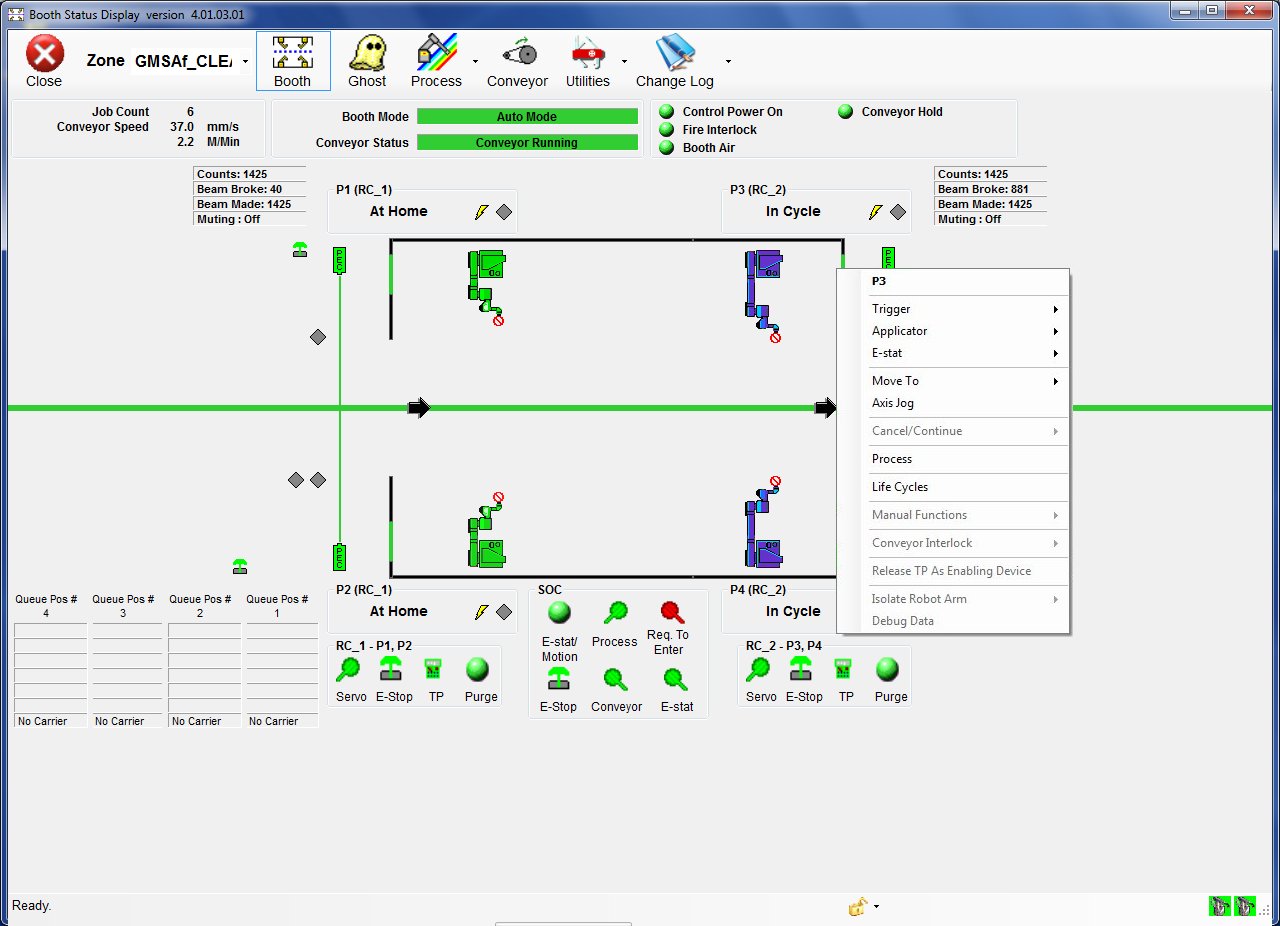 Booth Status Display version 4.01.03.01
Zone GMSAf_CLEA
Close Booth Ghost Process Conveyor Utilities Change Log
Job Count 6
Conveyor Speed 37.0 mm/s
2.2 M/Min
Booth Mode Auto Mode
Conveyor Status Conveyor Running
Control Power On Conveyor Hold
Fire Interlock
Booth Air
Counts: 1425
Beam Broke: 40
Beam Made: 1425
Muting : Off
P1 (RC_1)
At Home
P3 (RC_2)
In Cycle
Counts: 1425
Beam Broke: 881
Beam Made: 1425
Muting : Off
PEC
PEC
P3
Trigger
Applicator
E-stat
Move To
Axis Jog
Cancel/Continue
Process
Life Cycles
Manual Functions
Conveyor Interlock
Release TP As Enabling Device
Isolate Robot Arm
Debug Data
PEC
Queue Pos # Queue Pos # Queue Pos # Queue Pos #
4 3 2 1
No Carrier No Carrier No Carrier No Carrier
P2 (RC_1)
At Home
RC_1 - P1, P2
Servo E-Stop TP Purge
SOC
E-stat/ Motion Process Req. To Enter
E-Stop Conveyor E-stat
P4 (RC_2)
In Cycle
RC_2 - P3, P4
Servo E-Stop TP Purge
Ready.